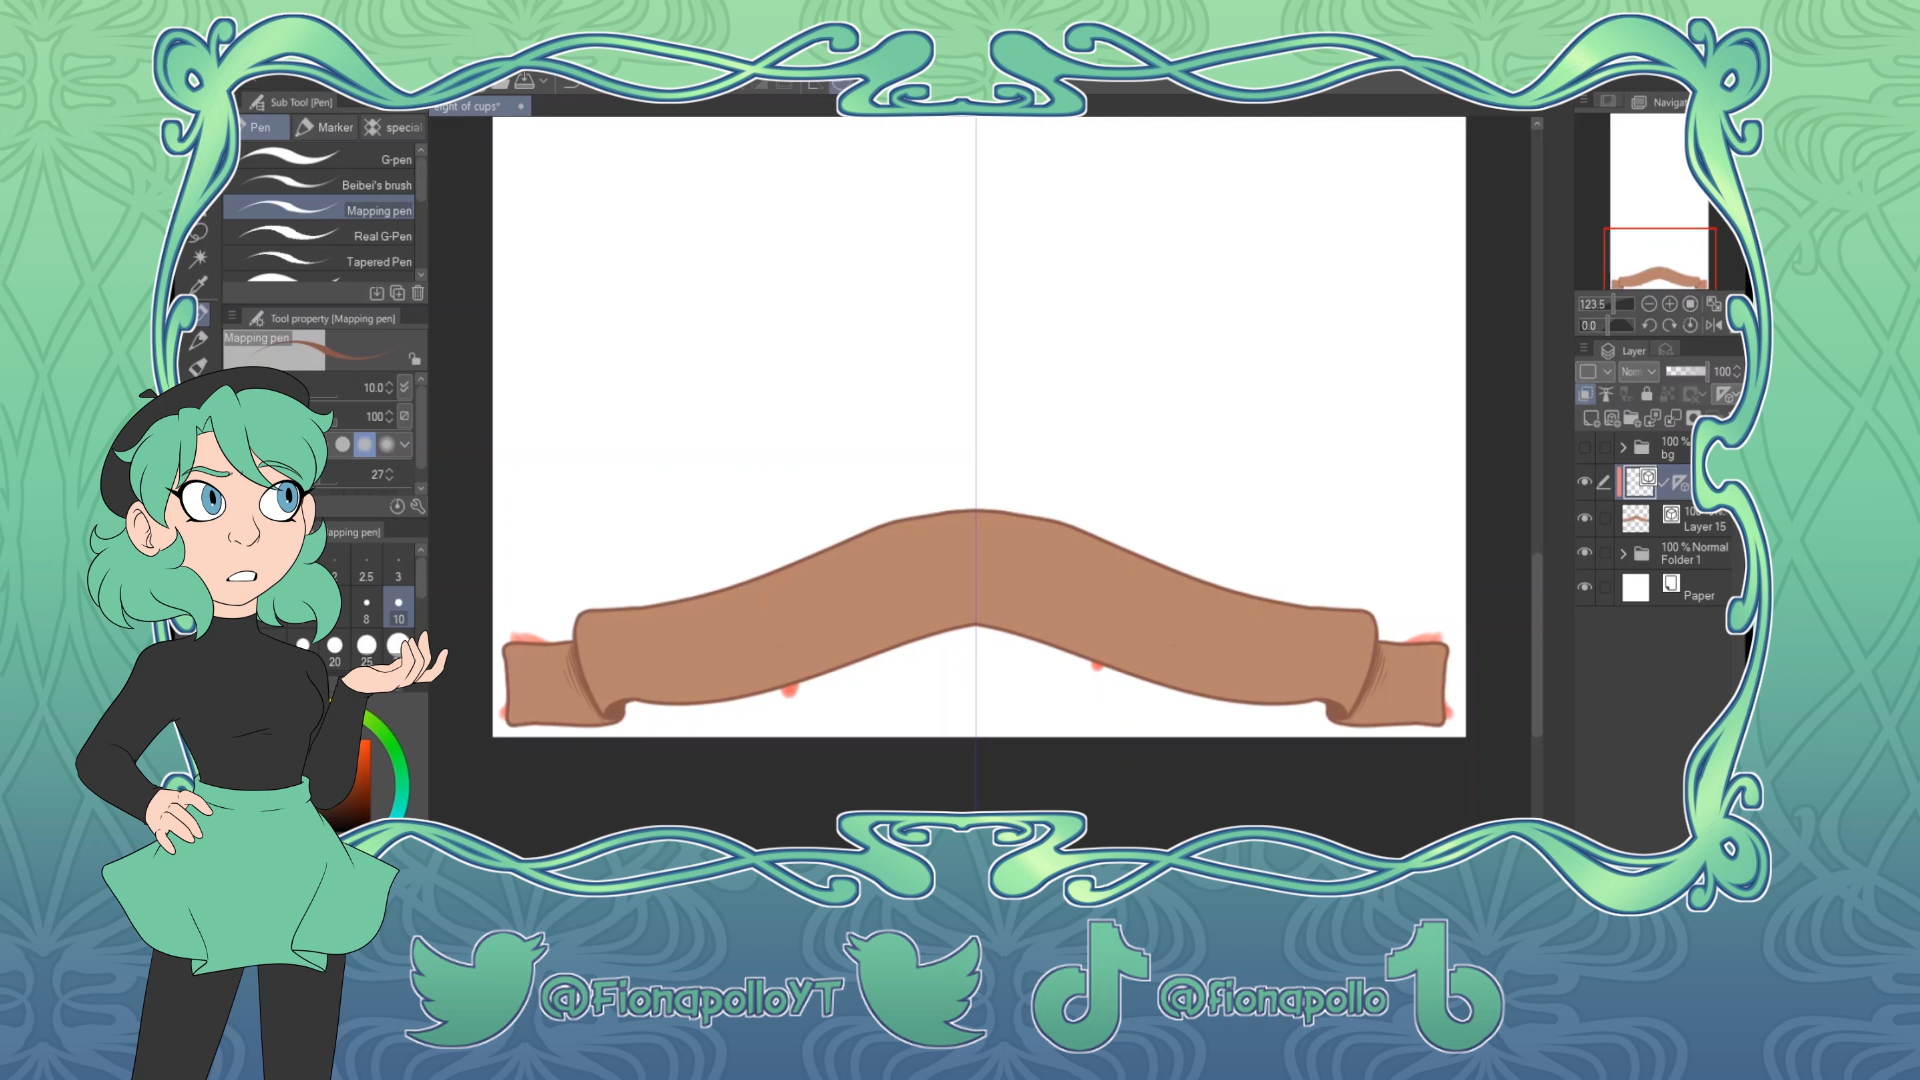 Sub Tool [Pen]
eight of cups*
Navigat
Pen
Marker
special
G-pen
Beibei's brush
Mapping pen
Real G-Pen
Tapered Pen
Tool property [Mapping pen]
Mapping pen
10.0
100
27
apping pen]
2.5
3
8
10
20
25
123.5
0.0
Layer
Norm
100
100 %
bg
Layer 15
100 % Normal
Folder 1
Paper
@FionapolloYT
@fionapollo